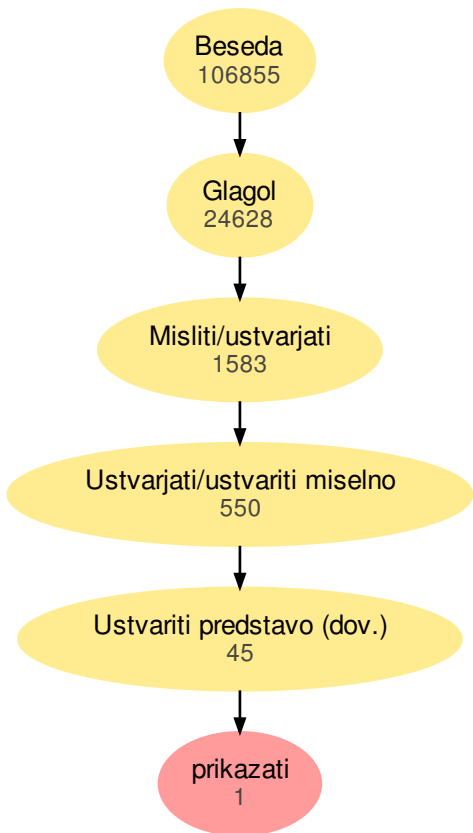 Beseda
106855
Glagol
24628
Misliti/ustvarjati
1583
Ustvarjati/ustvariti miselno
550
Ustvariti predstavo (dov.)
45
prikazati
1